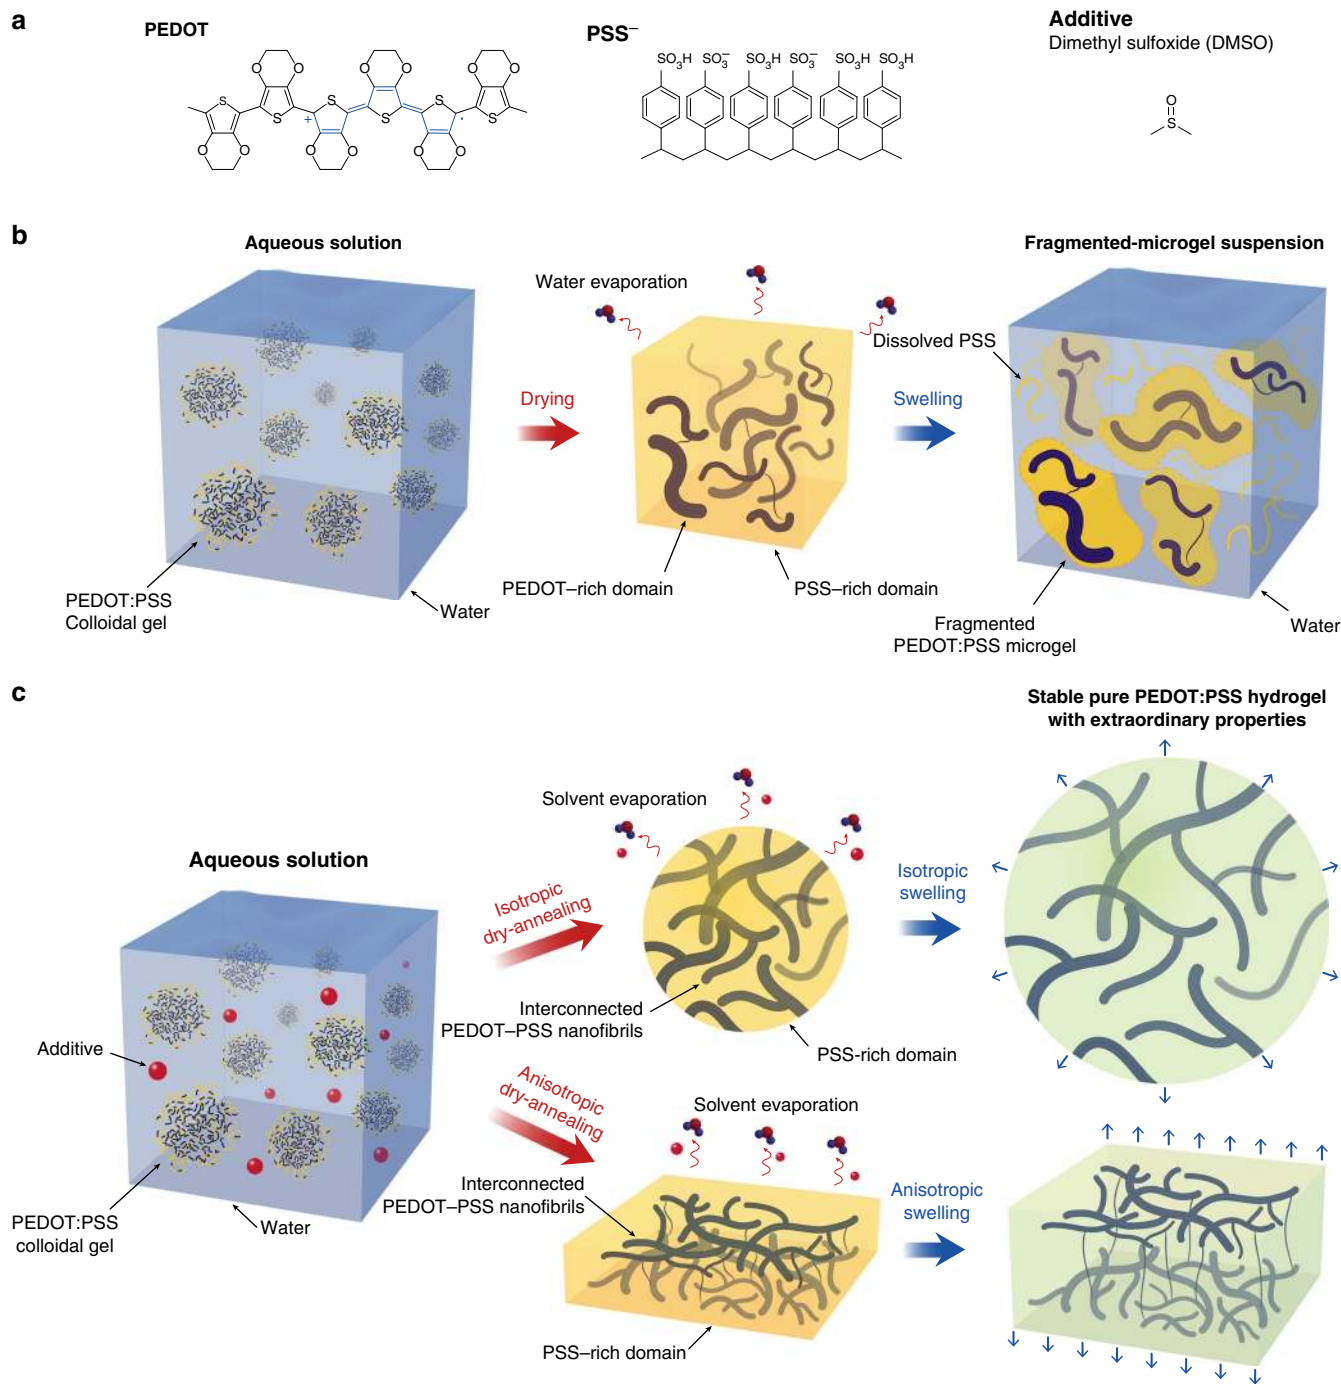 a
PEDOT
PSS⁻
Additive
Dimethyl sulfoxide (DMSO)
SO₃H SO₃⁻ SO₃H SO₃⁻ SO₃H SO₃H
O O O O O O
S S S S S S
+ ·
O O O O O O
O
S
b
Aqueous solution
Fragmented-microgel suspension
Water evaporation
Dissolved PSS
Drying
Swelling
PEDOT:PSS
Colloidal gel
Water
PEDOT–rich domain
PSS–rich domain
Fragmented
PEDOT:PSS microgel
Water
c
Stable pure PEDOT:PSS hydrogel
with extraordinary properties
Solvent evaporation
Aqueous solution
Isotropic
dry-annealing
Isotropic
swelling
Interconnected
PEDOT–PSS nanofibrils
PSS-rich domain
Additive
Anisotropic
dry-annealing
Solvent evaporation
Interconnected
PEDOT–PSS nanofibrils
Anisotropic
swelling
PEDOT:PSS
colloidal gel
Water
PSS–rich domain